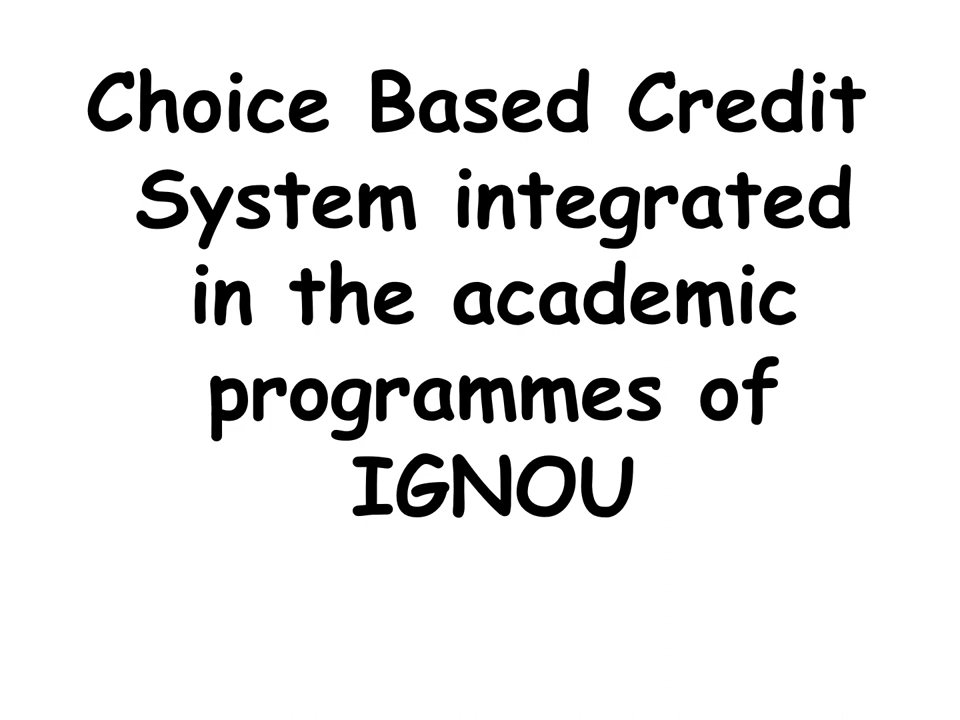 Choice Based Credit
System integrated
in the academic
programmes of
IGNOU